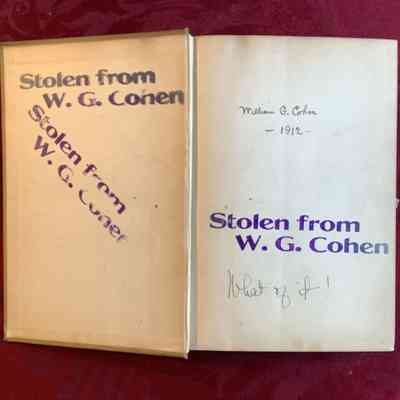 Stolen from
W. G. Cohen
Stolen from
W. G. Cohen
William G. Cohen
- 1912 -
Stolen from
W. G. Cohen
What of it!